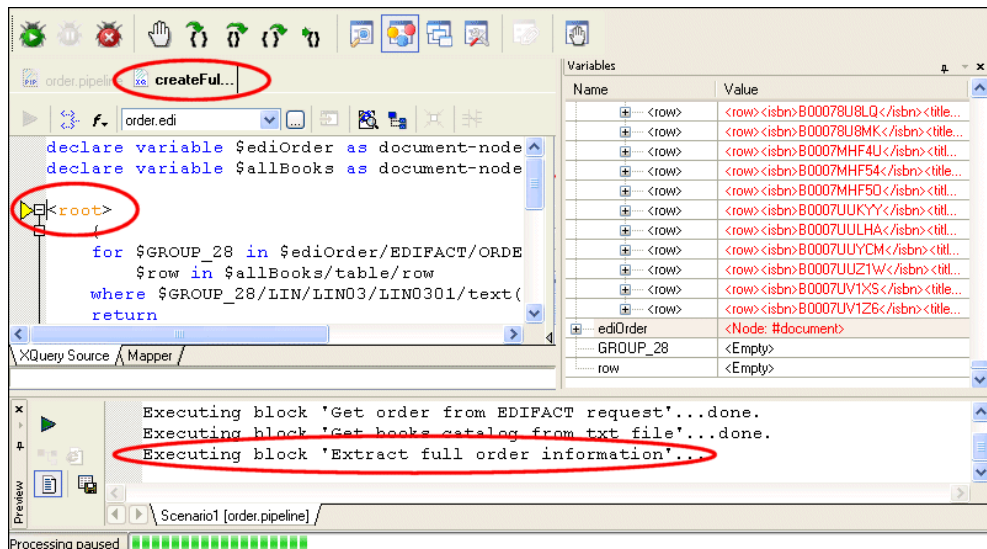 Variables
order.pipeline createFul...
Name Value
order.edi
declare variable $ediOrder as document-node
declare variable $allBooks as document-node
<root>
{
for $GROUP_28 in $ediOrder/EDIFACT/ORDE
$row in $allBooks/table/row
where $GROUP_28/LIN/LIN03/LIN0301/text(
return
XQuery Source Mapper
<row> <row><isbn>B00078U8LQ</isbn><title...
<row> <row><isbn>B00078U8MK</isbn><title...
<row> <row><isbn>B0007MHF4U</isbn><titl...
<row> <row><isbn>B0007MHF54</isbn><titl...
<row> <row><isbn>B0007MHF5O</isbn><titl...
<row> <row><isbn>B0007UUKYY</isbn><titl...
<row> <row><isbn>B0007UULHA</isbn><titl...
<row> <row><isbn>B0007UUYCM</isbn><titl...
<row> <row><isbn>B0007UUZ1W</isbn><titl...
<row> <row><isbn>B0007UV1XS</isbn><title...
<row> <row><isbn>B0007UV1Z6</isbn><title...
ediOrder <Node: #document>
GROUP_28 <Empty>
row <Empty>
Executing block 'Get order from EDIFACT request'...done.
Executing block 'Get books catalog from txt file'...done.
Executing block 'Extract full order information'...
Preview
Scenario1 [order.pipeline]
Processing paused